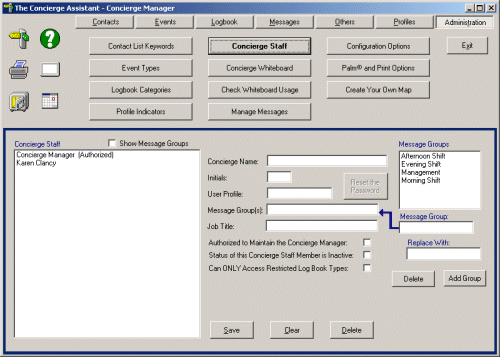 The Concierge Assistant - Concierge Manager
Contacts Events Logbook Messages Others Profiles Administration
Contact List Keywords Concierge Staff Configuration Options Exit
Event Types Concierge Whiteboard Palm® and Print Options
Logbook Categories Check Whiteboard Usage Create Your Own Map
Profile Indicators Manage Messages
Concierge Staff Show Message Groups Message Groups
Concierge Manager (Authorized)
Karen Clancy
Afternoon Shift
Evening Shift
Management
Morning Shift
Concierge Name:
Initials:
Reset the Password
User Profile:
Message Group(s):
Message Group:
Job Title:
Authorized to Maintain the Concierge Manager:
Replace With:
Status of this Concierge Staff Member is Inactive:
Can ONLY Access Restricted Log Book Types:
Delete Add Group
Save Clear Delete